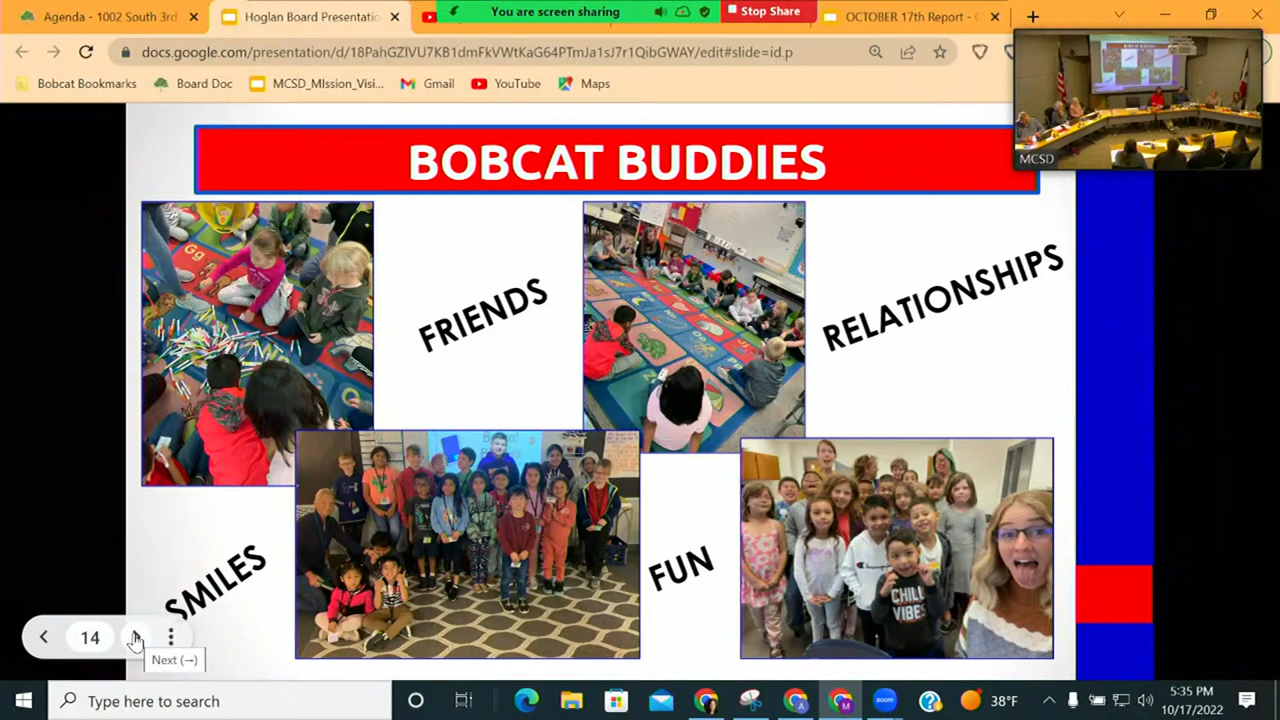 Agenda - 1002 South 3rd
Hoglan Board Presentatio
You are screen sharing
Stop Share
OCTOBER 17th Report - G
docs.google.com/presentation/d/18PahGZlVU7KB1dmFkVWtKaG64PTmJa1sJ7r1QibGWAY/edit#slide=id.p
Bobcat Bookmarks
Board Doc
MCSD_MIssion_Visi...
Gmail
YouTube
Maps
MCSD
BOBCAT BUDDIES
FRIENDS
RELATIONSHIPS
SMILES
FUN
CHILL
VIBES
14
Next (→)
Type here to search
zoom
38°F
5:35 PM
10/17/2022